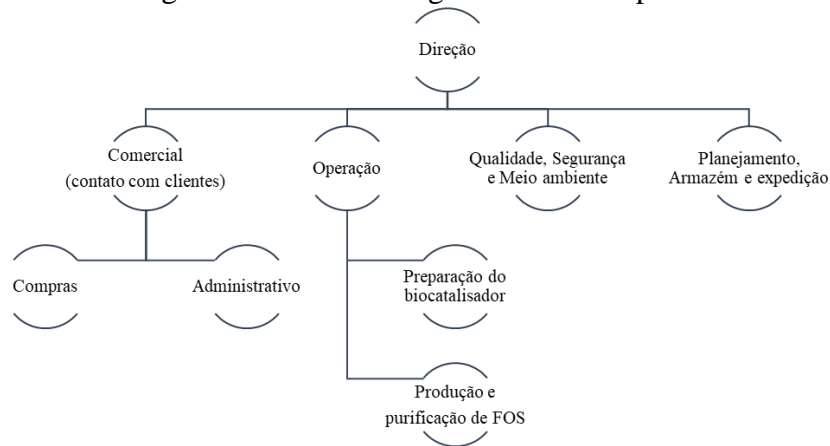 Direção
Comercial
(contato com clientes)
Operação
Qualidade, Segurança
e Meio ambiente
Planejamento,
Armazém e expedição
Compras
Administrativo
Preparação do
biocatalisador
Produção e
purificação de FOS